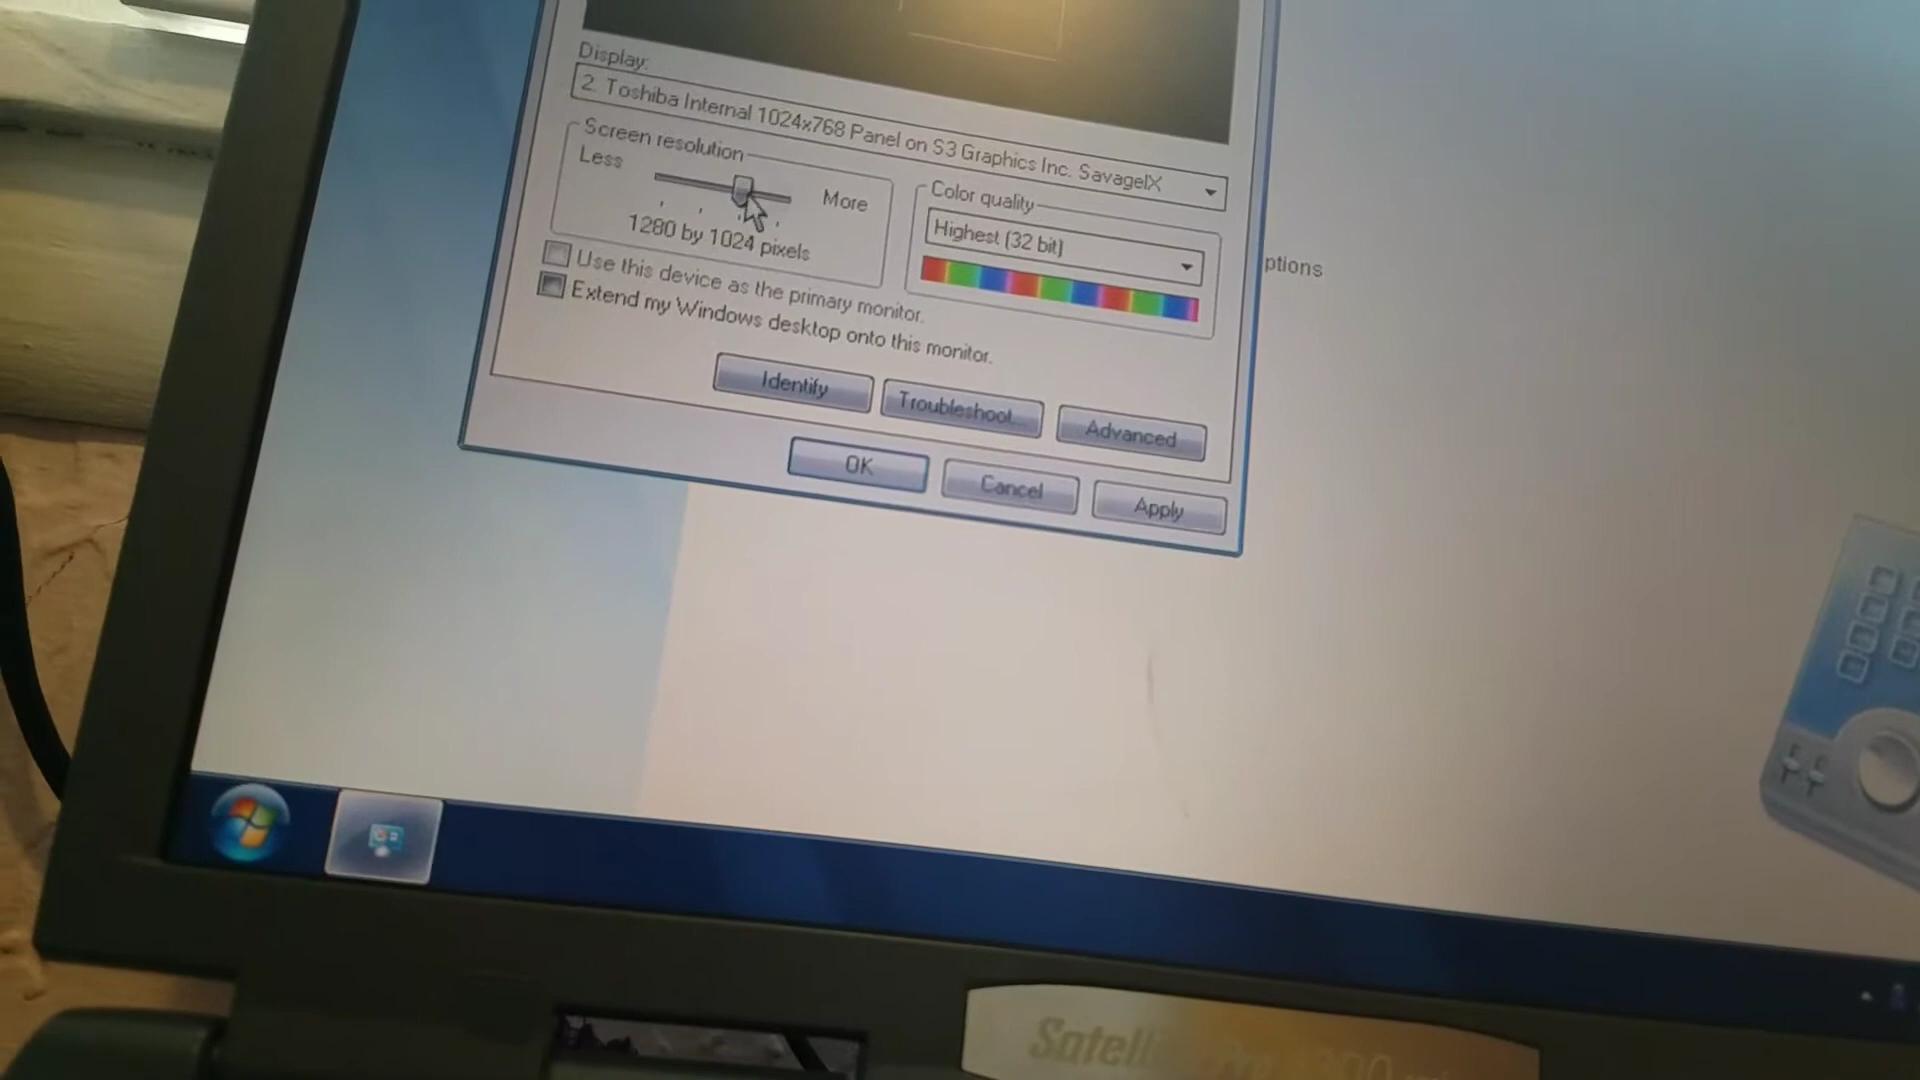 Display:
2. Toshiba Internal 1024x768 Panel on S3 Graphics Inc. SavageIX
Screen resolution
Less
More
1280 by 1024 pixels
Color quality
Highest (32 bit)
Use this device as the primary monitor.
Extend my Windows desktop onto this monitor.
ptions
Identify
Troubleshoot...
Advanced
OK
Cancel
Apply
Satelli